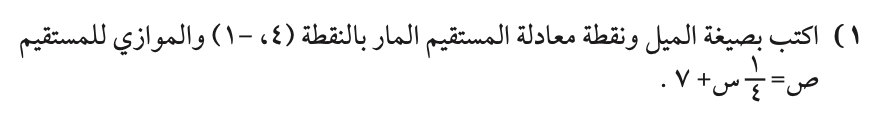 ١) اكتب بصيغة الميل ونقطة معادلة المستقيم المار بالنقطة (٤، -١) والموازي للمستقيم
ص = ١/٤ س + ٧ .